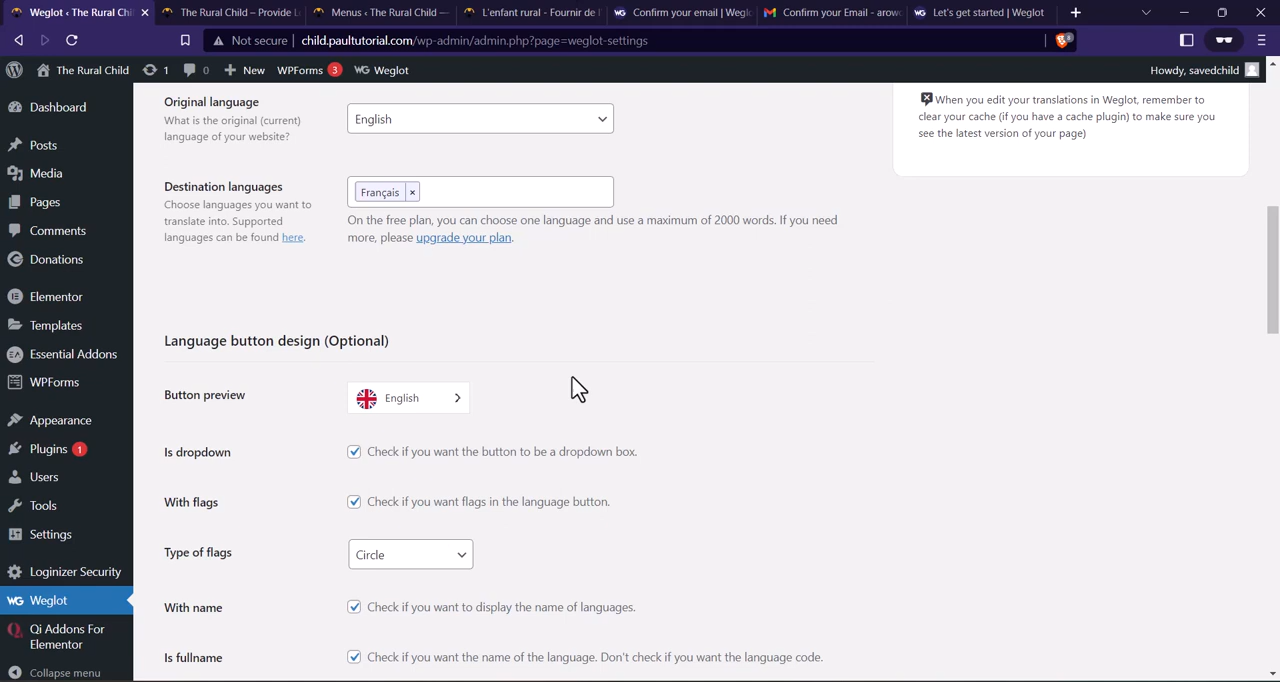 Weglot ‹ The Rural Chi
The Rural Child – Provide L
Menus ‹ The Rural Child —
L'enfant rural - Fournir de l
Confirm your email | Wegl
Confirm your Email - arow
Let's get started | Weglot
Not secure
child.paultutorial.com/wp-admin/admin.php?page=weglot-settings
8
The Rural Child
1
0
New
WPForms 3
WG Weglot
Howdy, savedchild
Dashboard
Posts
Media
Pages
Comments
Donations
Elementor
Templates
Essential Addons
WPForms
Appearance
Plugins 1
Users
Tools
Settings
Loginizer Security
WG Weglot
Qi Addons For
Elementor
Collapse menu
Original language
What is the original (current)
language of your website?
English
Destination languages
Choose languages you want to
translate into. Supported
languages can be found here.
Français ×
On the free plan, you can choose one language and use a maximum of 2000 words. If you need
more, please upgrade your plan.
When you edit your translations in Weglot, remember to
clear your cache (if you have a cache plugin) to make sure you
see the latest version of your page)
Language button design (Optional)
Button preview
English
Is dropdown
Check if you want the button to be a dropdown box.
With flags
Check if you want flags in the language button.
Type of flags
Circle
With name
Check if you want to display the name of languages.
Is fullname
Check if you want the name of the language. Don't check if you want the language code.